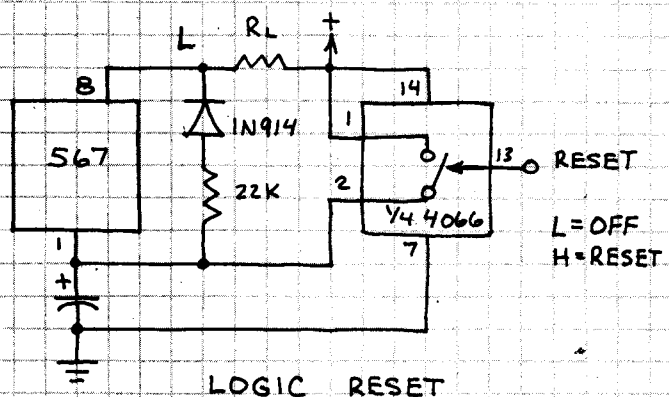 L
RL
+
8
14
567
1N914
1
13
RESET
22K
2
1/4 4066
L=OFF
H=RESET
1
7
+
LOGIC RESET